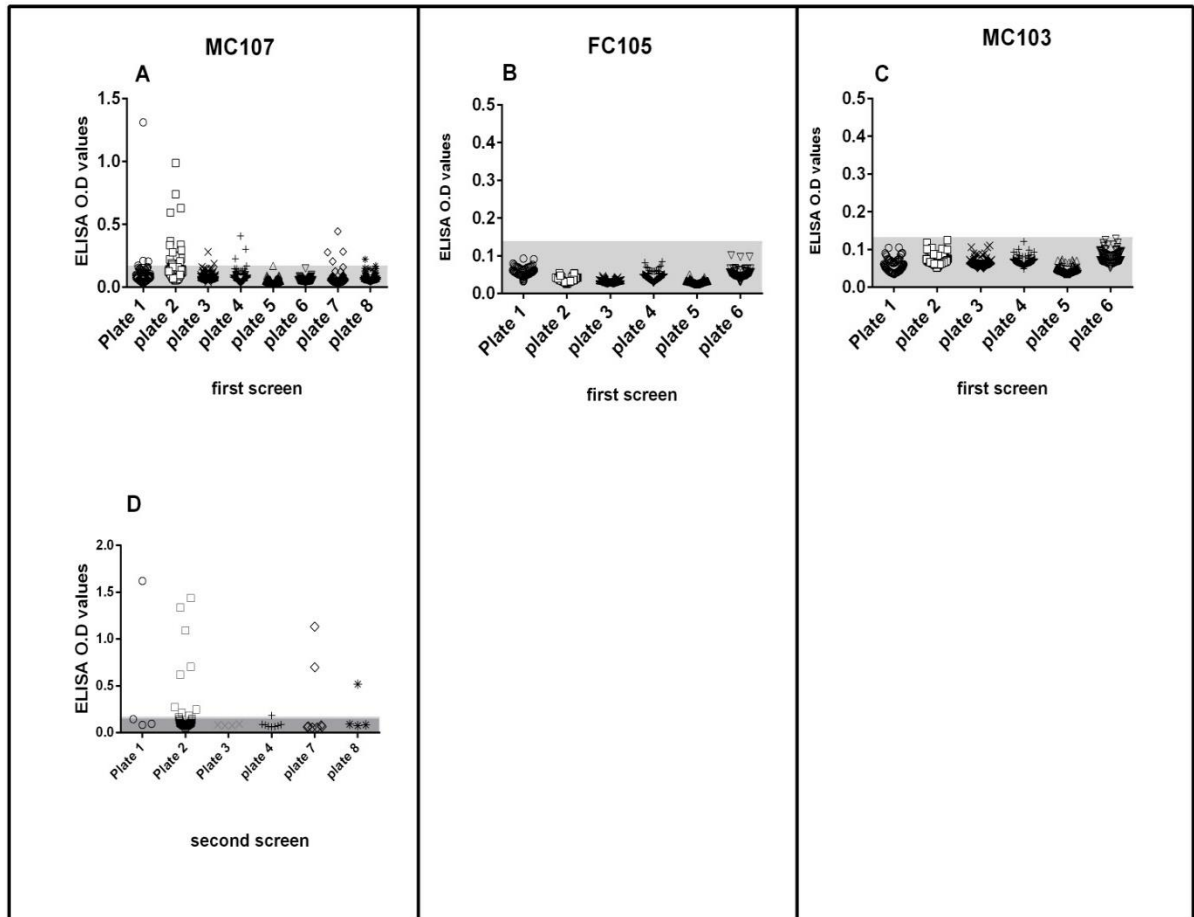 MC107
A
ELISA O.D values
1.5
1.0
0.5
0.0
Plate 1 plate 2 plate 3 plate 4 plate 5 plate 6 plate 7 plate 8
first screen
FC105
B
ELISA O.D values
0.5
0.4
0.3
0.2
0.1
0.0
Plate 1 plate 2 plate 3 plate 4 plate 5 plate 6
first screen
MC103
C
ELISA O.D values
0.5
0.4
0.3
0.2
0.1
0.0
Plate 1 plate 2 plate 3 plate 4 plate 5 plate 6
first screen
D
ELISA O.D values
2.0
1.5
1.0
0.5
0.0
Plate 1 Plate 2 Plate 3 plate 4 plate 7 plate 8
second screen